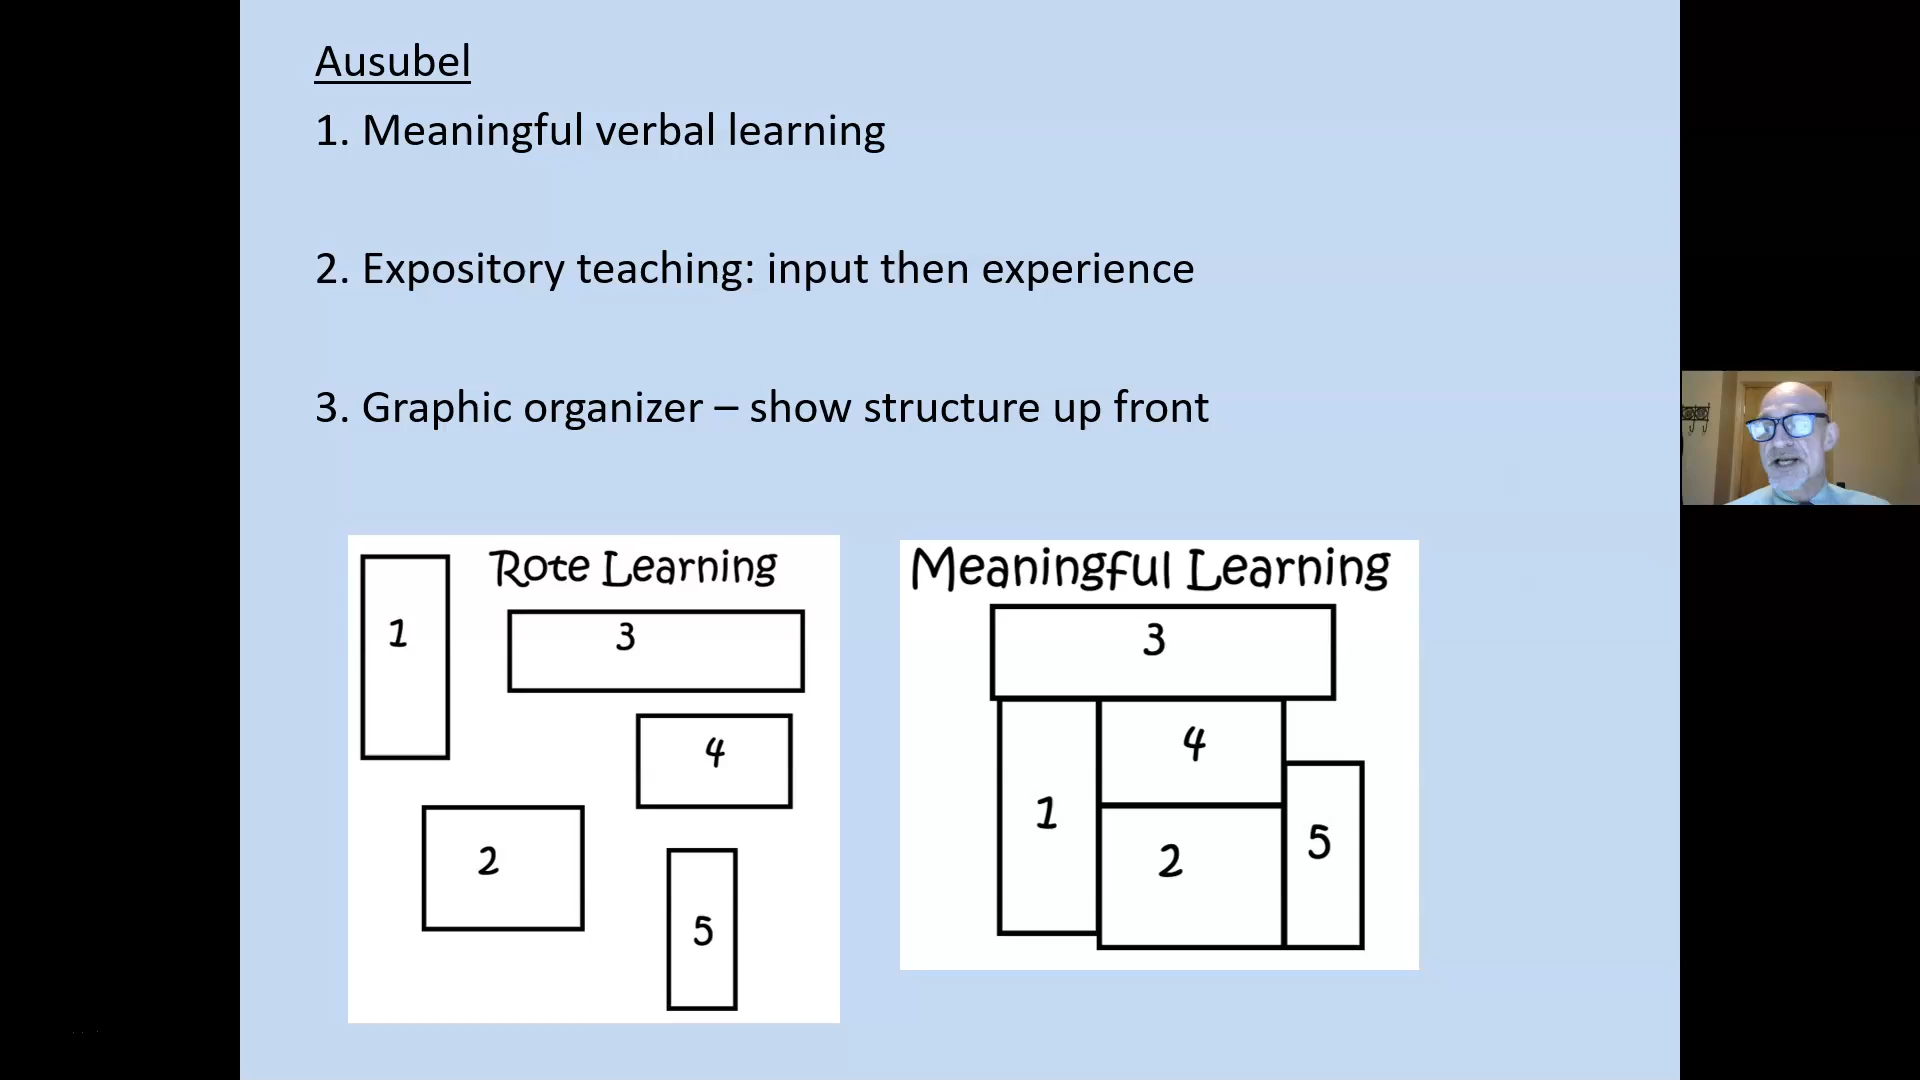 Ausubel
1. Meaningful verbal learning
2. Expository teaching: input then experience
3. Graphic organizer – show structure up front
Rote Learning
1
3
4
2
5
Meaningful Learning
3
4
1
2
5